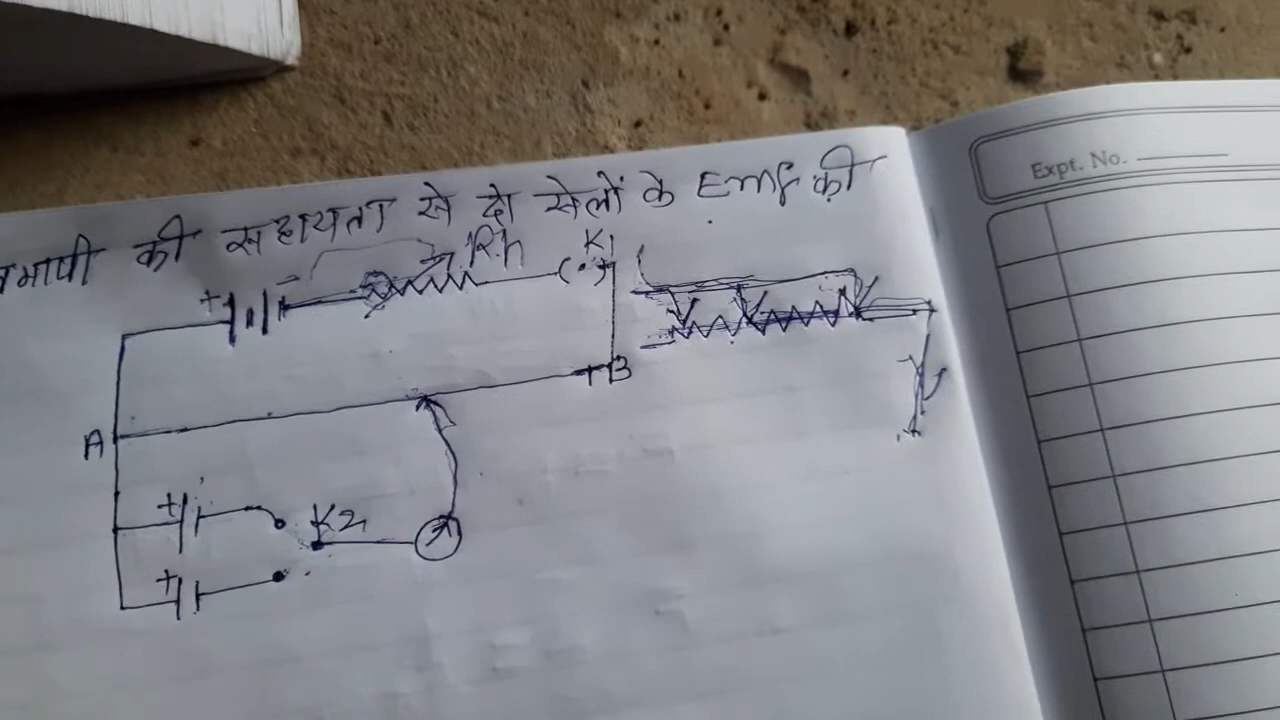 की सहायता से दो सेलों के Emf की
Expt. No.
+ - Rh K1
( · )
A
B
+
K2
+